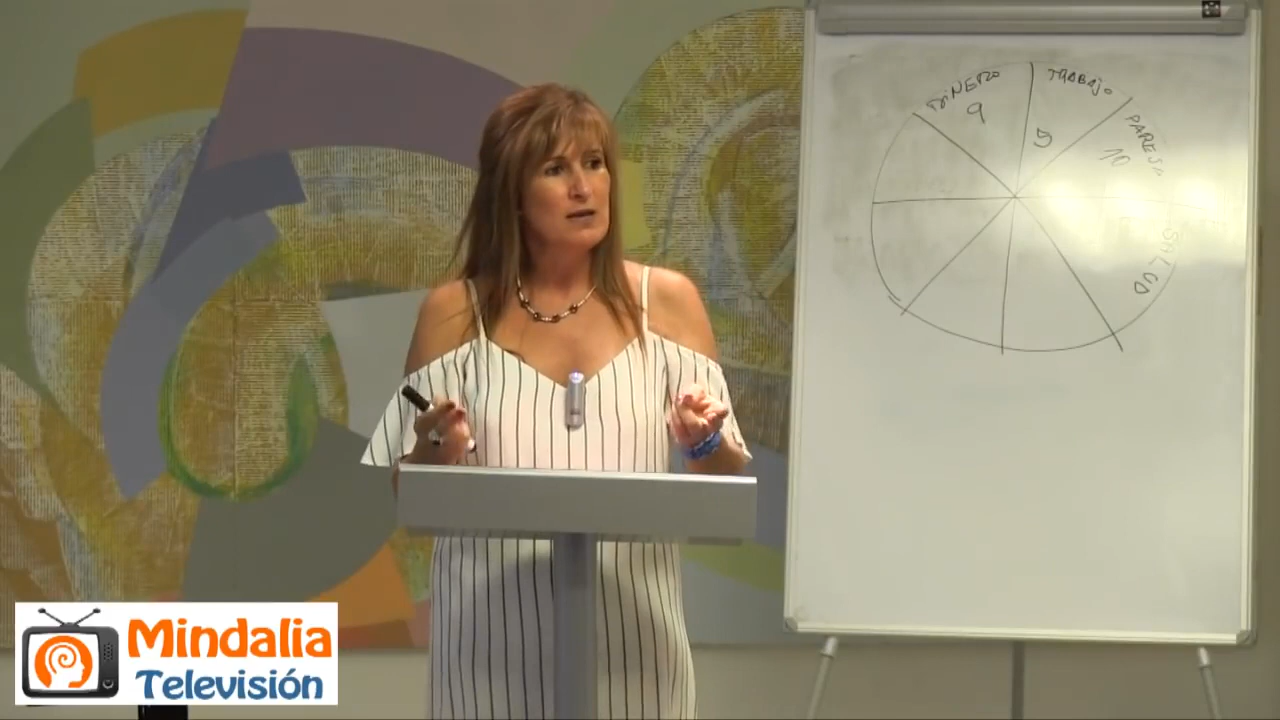 DiNERO
9
TRABAJO
5
PAREJA
10
SALUD
Mindalia
Televisión